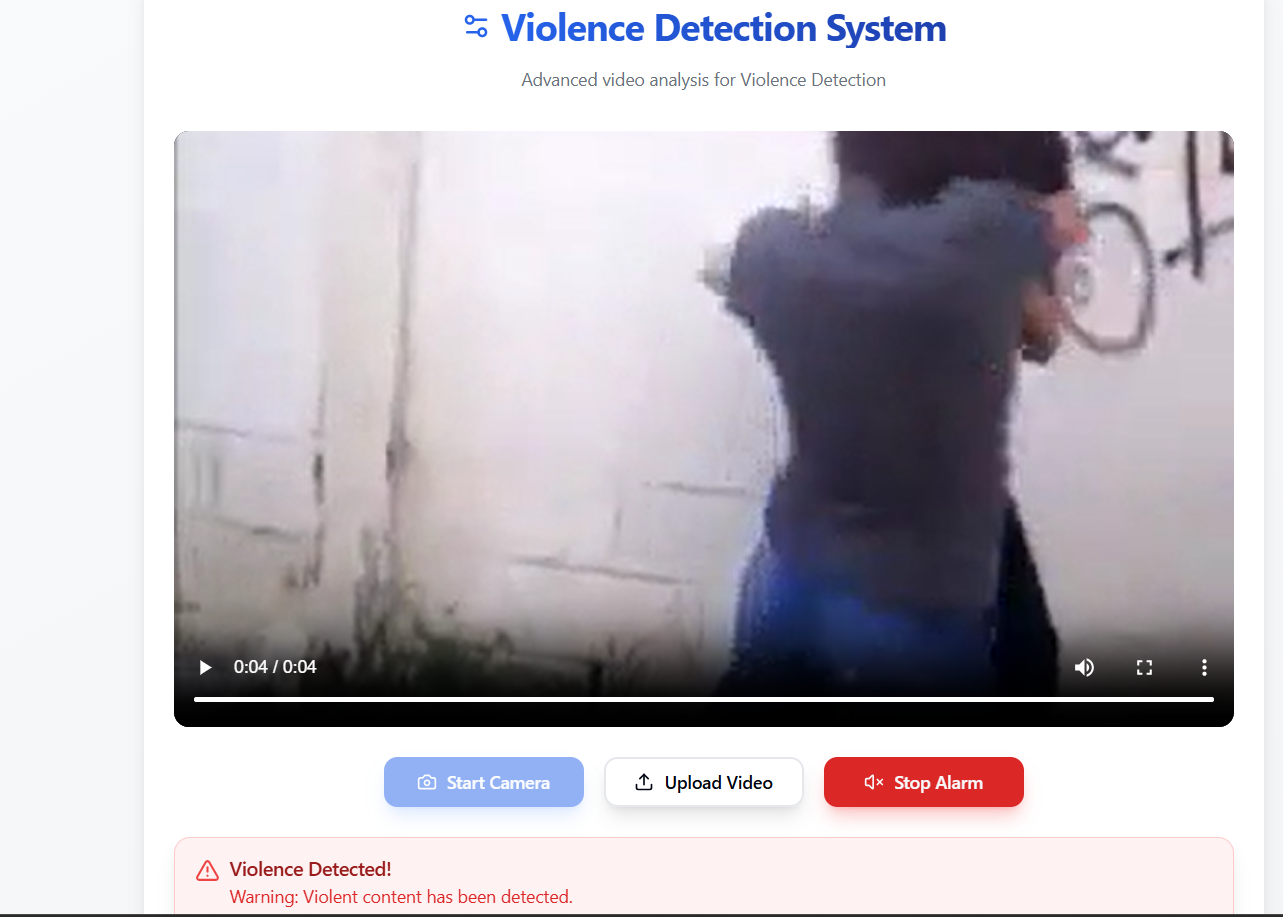 Violence Detection System
Advanced video analysis for Violence Detection
0:04 / 0:04
Start Camera
Upload Video
Stop Alarm
Violence Detected!
Warning: Violent content has been detected.